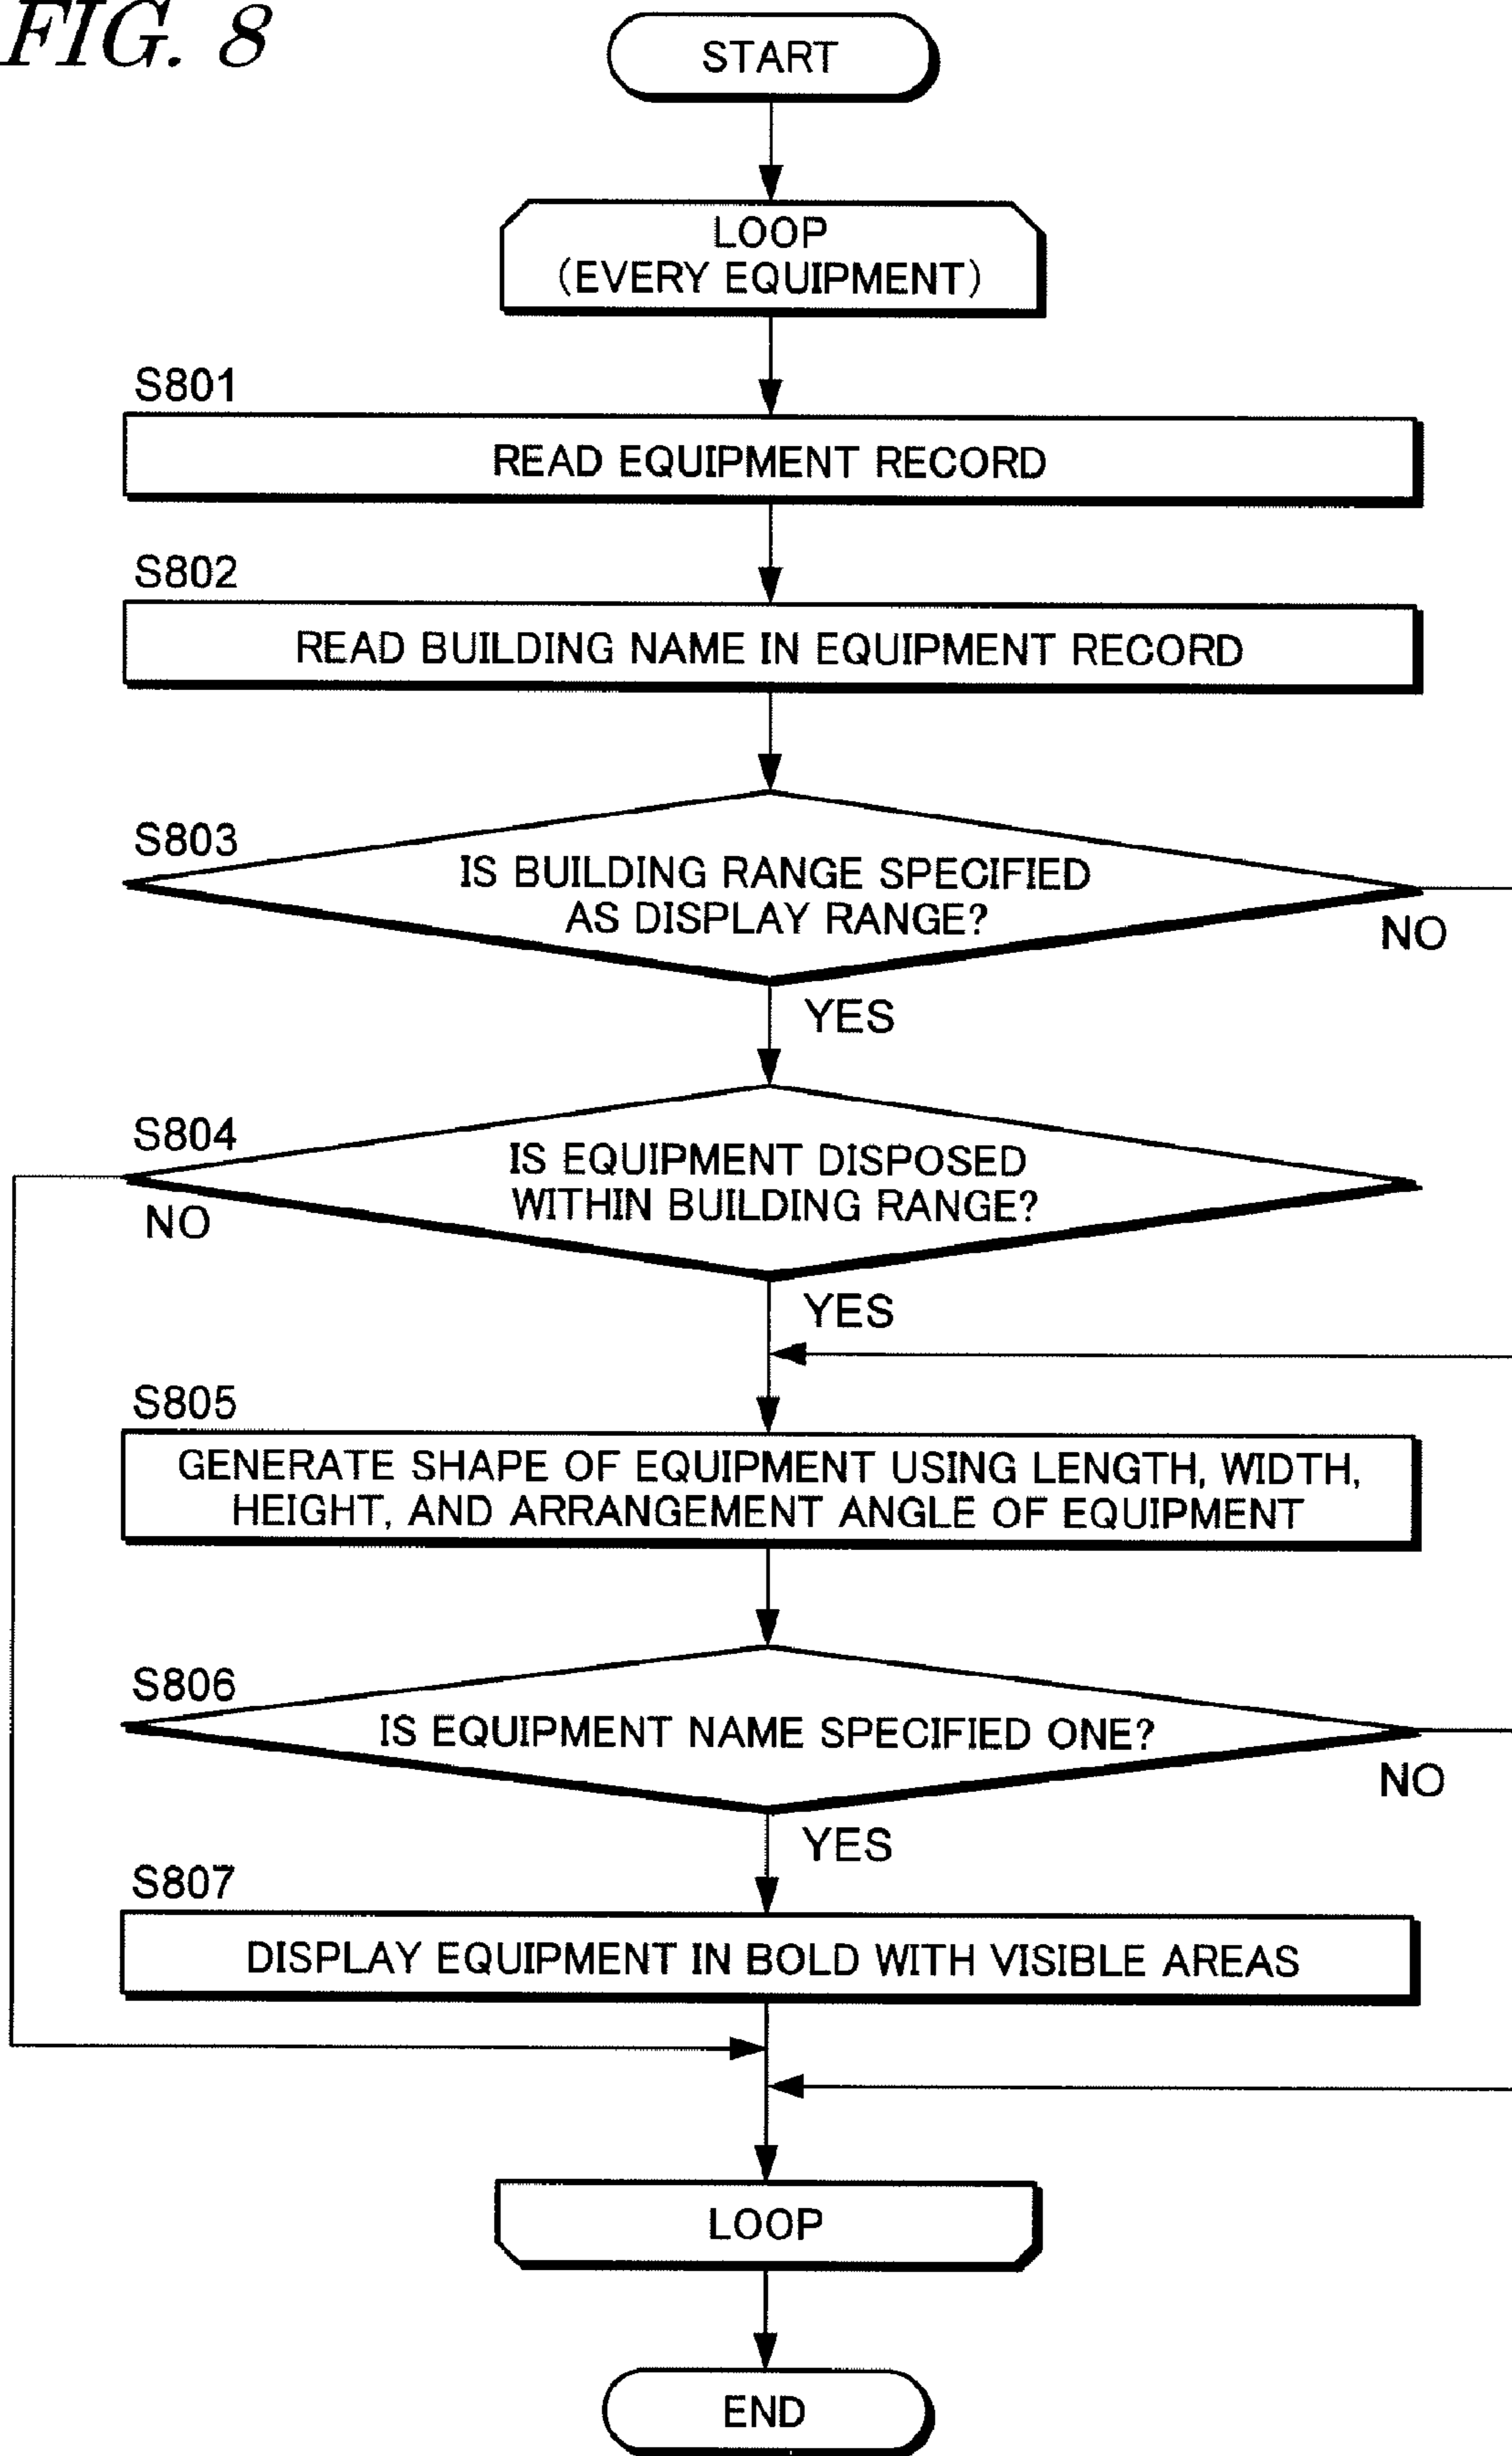 FIG. 8
START
LOOP
(EVERY EQUIPMENT)
S801
READ EQUIPMENT RECORD
S802
READ BUILDING NAME IN EQUIPMENT RECORD
S803
IS BUILDING RANGE SPECIFIED
AS DISPLAY RANGE?
NO
YES
S804
IS EQUIPMENT DISPOSED
WITHIN BUILDING RANGE?
NO
YES
S805
GENERATE SHAPE OF EQUIPMENT USING LENGTH, WIDTH,
HEIGHT, AND ARRANGEMENT ANGLE OF EQUIPMENT
S806
IS EQUIPMENT NAME SPECIFIED ONE?
NO
YES
S807
DISPLAY EQUIPMENT IN BOLD WITH VISIBLE AREAS
LOOP
END